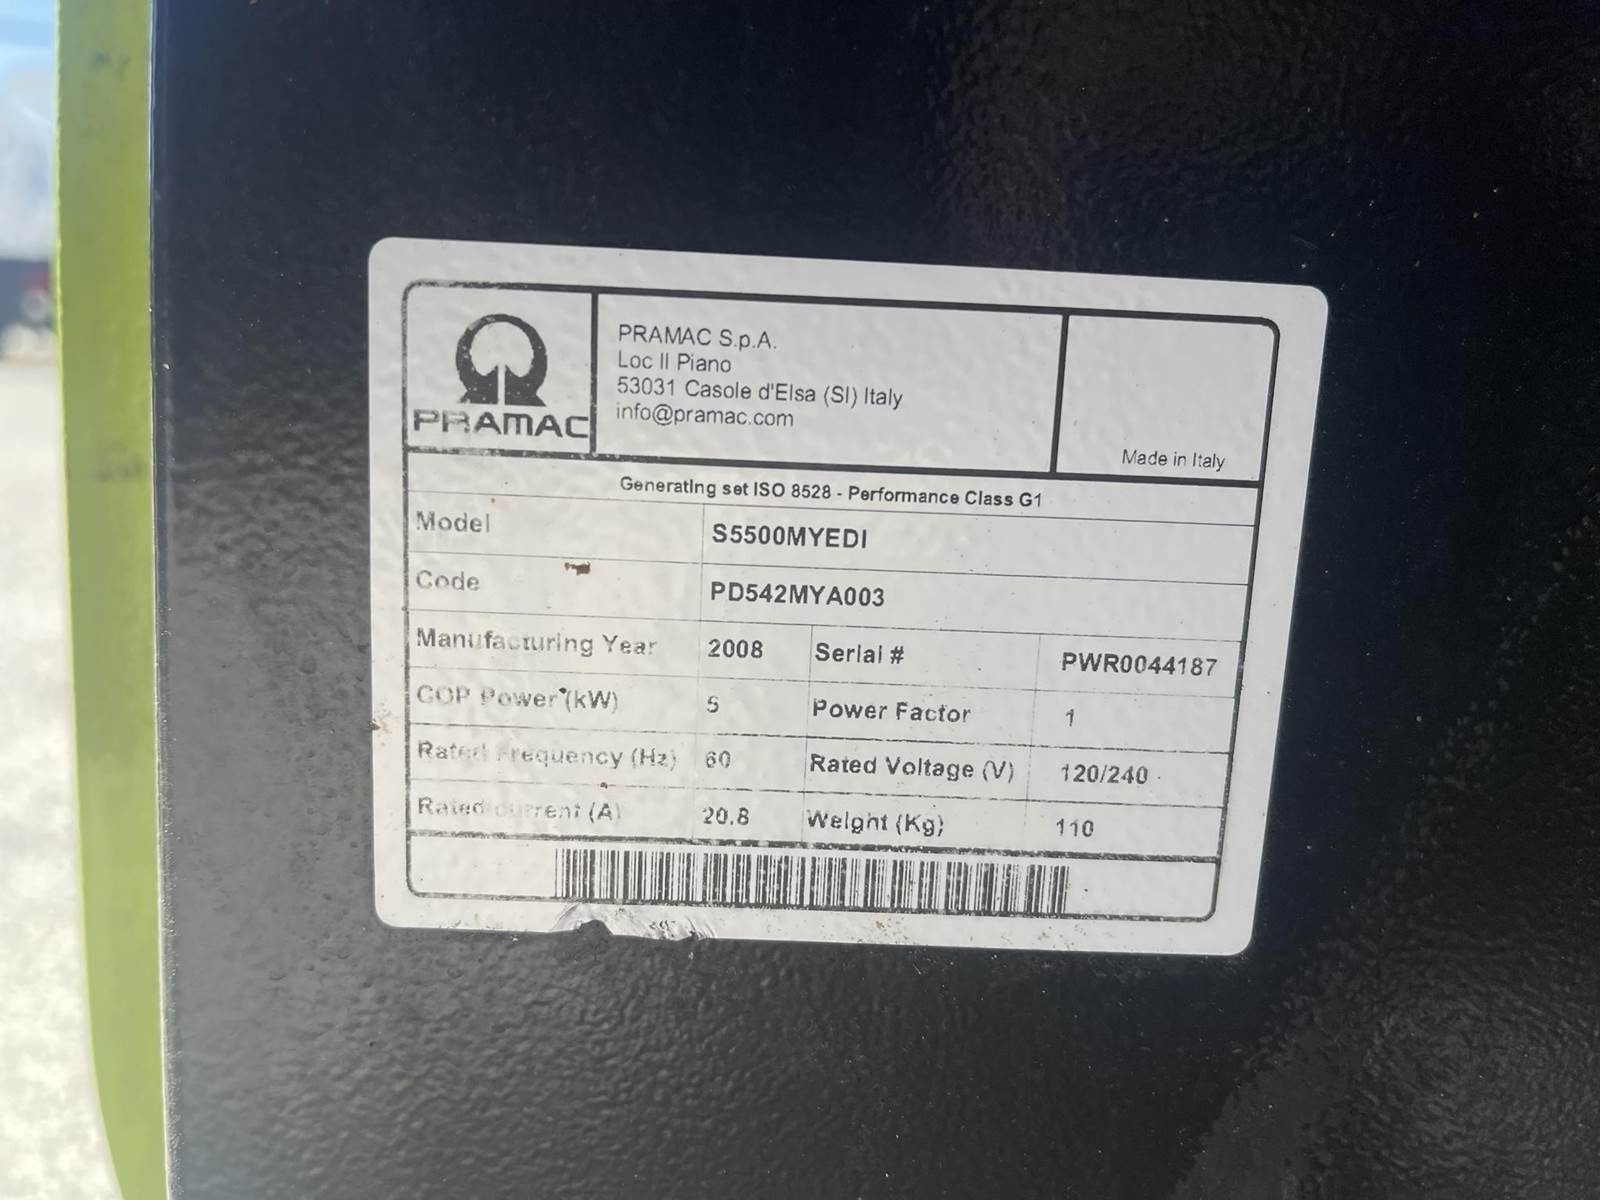 PRAMAC
PRAMAC S.p.A.
Loc Il Piano
53031 Casole d'Elsa (SI) Italy
info@pramac.com
Made in Italy
Generating set ISO 8528 - Performance Class G1
Model S5500MYEDI
Code PD542MYA003
Manufacturing Year 2008 Serial # PWR0044187
COP Power (kW) 5 Power Factor 1
Rated Frequency (Hz) 60 Rated Voltage (V) 120/240
Rated current (A) 20.8 Weight (Kg) 110